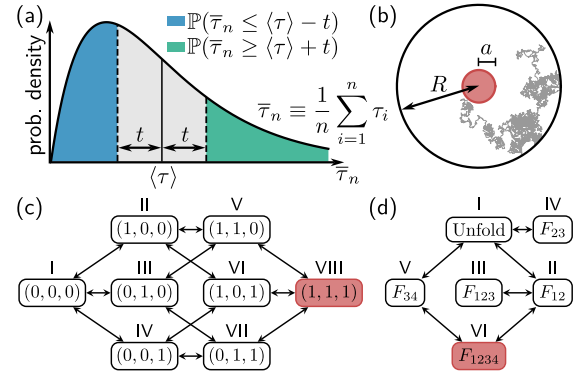 (a)
prob. density
ℙ(τ̄ₙ ≤ ⟨τ⟩ − t)
ℙ(τ̄ₙ ≥ ⟨τ⟩ + t)
τ̄ₙ ≡ 1/n ∑ᵢ₌₁ⁿ τᵢ
t t
⟨τ⟩
τ̄ₙ
(b)
a
R
(c)
II V
(1, 0, 0) (1, 1, 0)
I III VI VIII
(0, 0, 0) (0, 1, 0) (1, 0, 1) (1, 1, 1)
IV VII
(0, 0, 1) (0, 1, 1)
(d)
I IV
Unfold F₂₃
V III II
F₃₄ F₁₂₃ F₁₂
VI
F₁₂₃₄